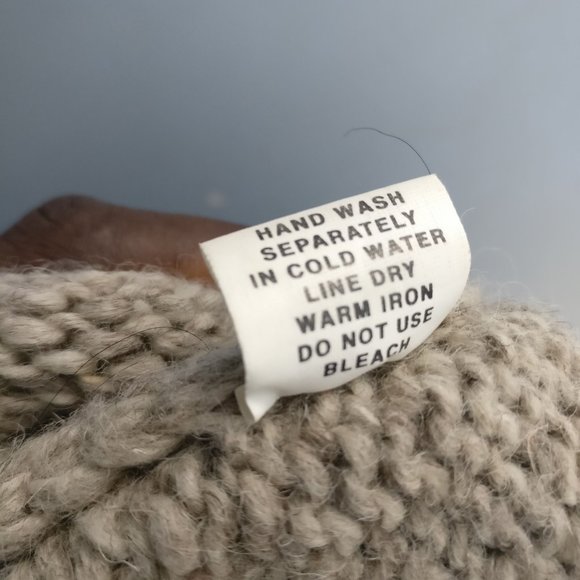 HAND WASH
SEPARATELY
IN COLD WATER
LINE DRY
WARM IRON
DO NOT USE
BLEACH